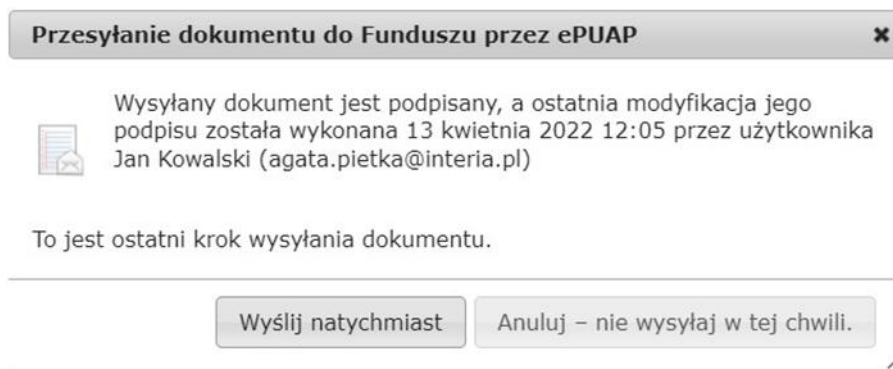 Przesyłanie dokumentu do Funduszu przez ePUAP
Wysyłany dokument jest podpisany, a ostatnia modyfikacja jego
podpisu została wykonana 13 kwietnia 2022 12:05 przez użytkownika
Jan Kowalski (agata.pietka@interia.pl)
To jest ostatni krok wysyłania dokumentu.
Wyślij natychmiast
Anuluj – nie wysyłaj w tej chwili.